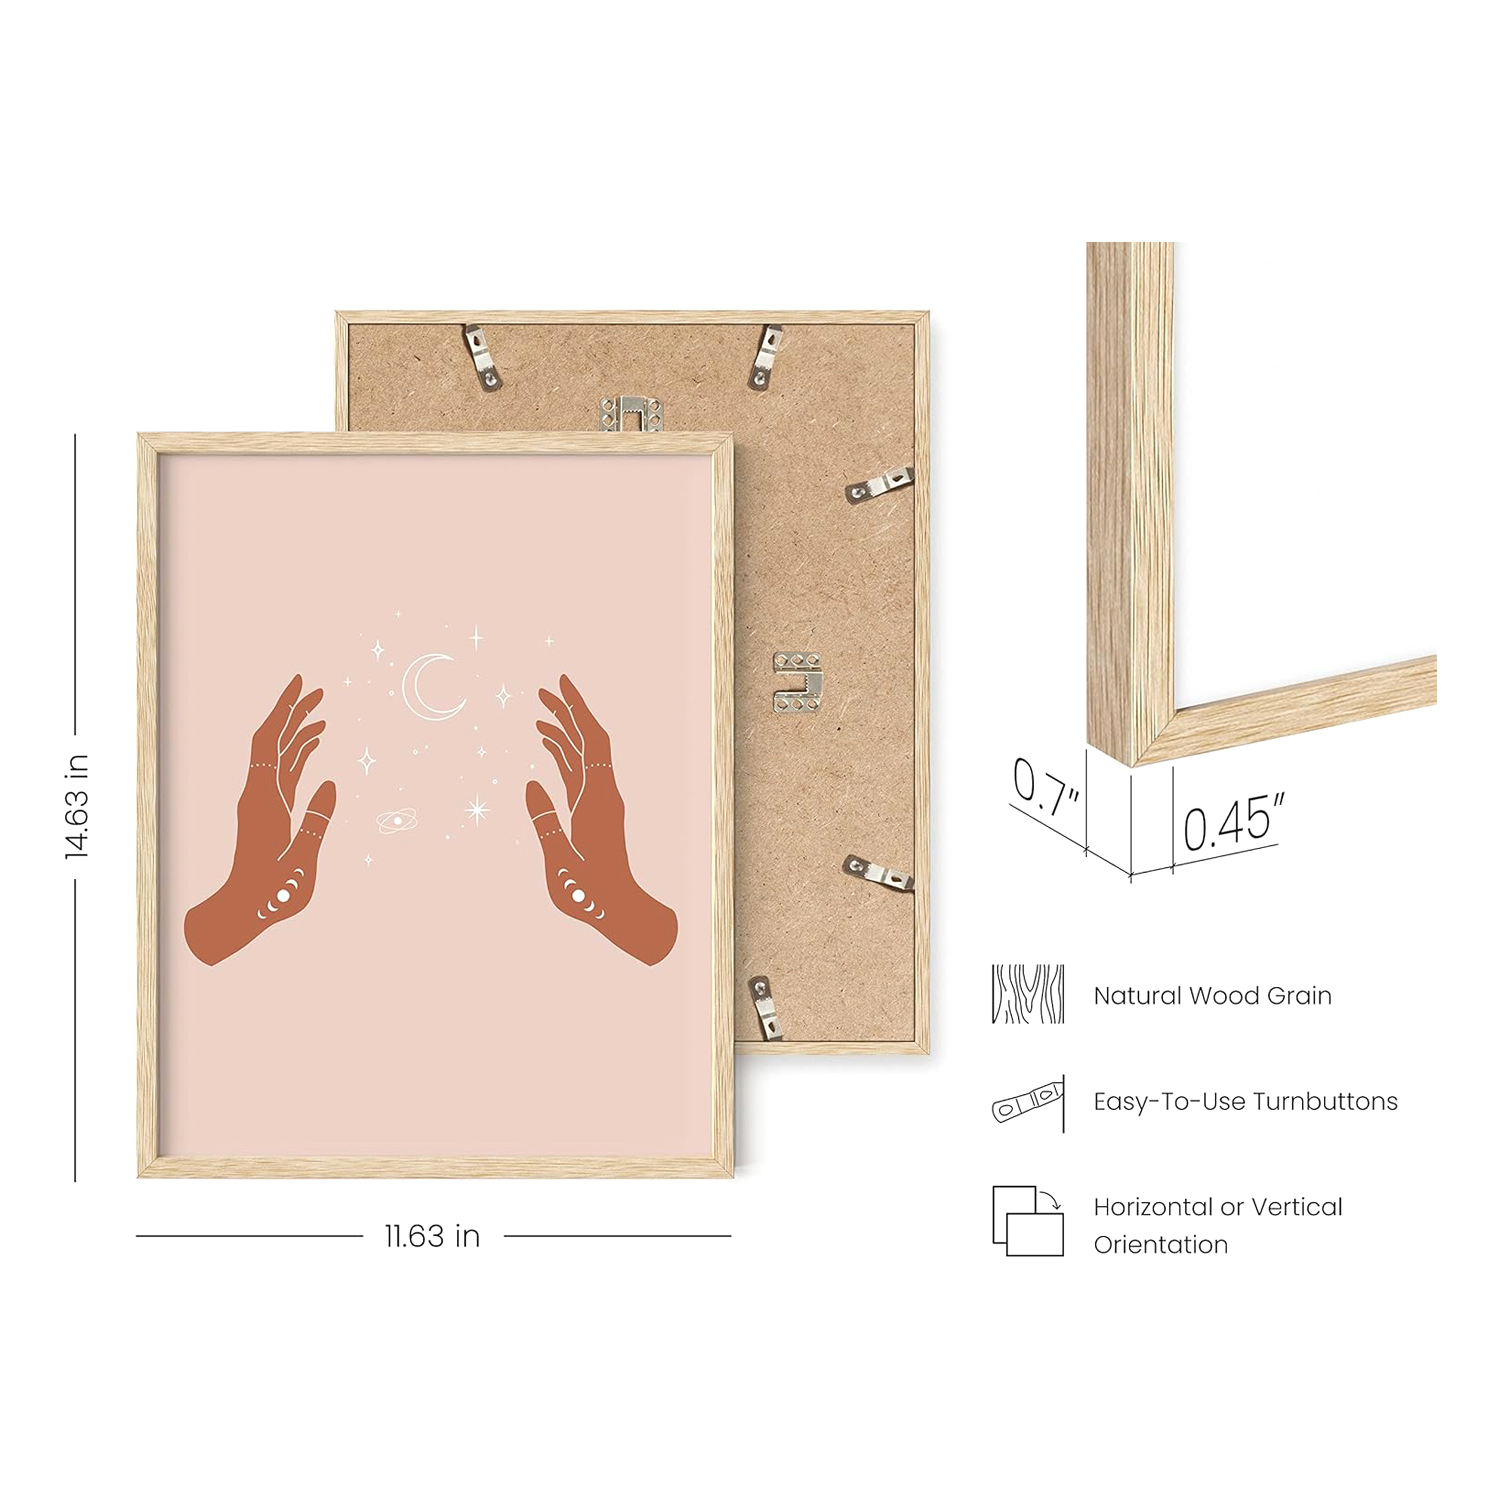 14.63 in
11.63 in
0.7"
0.45"
Natural Wood Grain
Easy-To-Use Turnbuttons
Horizontal or Vertical
Orientation